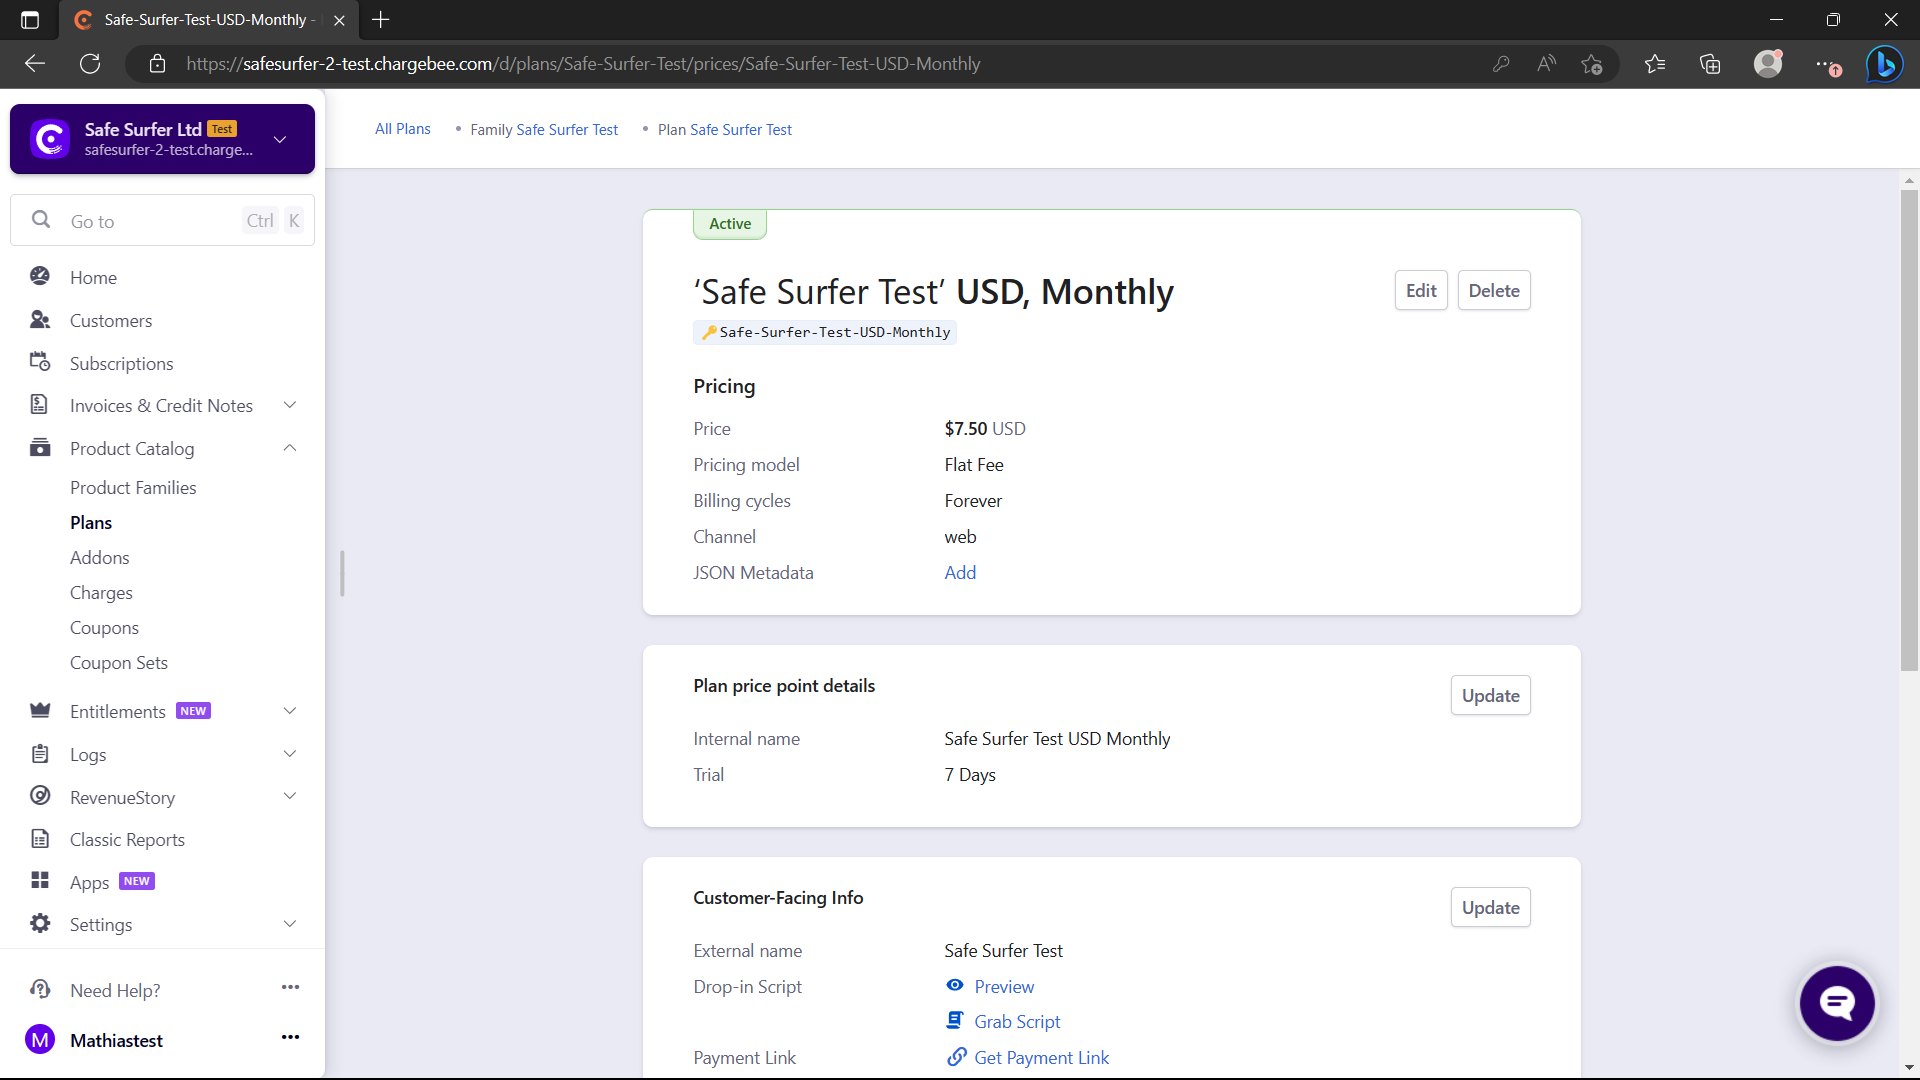 Safe-Surfer-Test-USD-Monthly -
https://safesurfer-2-test.chargebee.com/d/plans/Safe-Surfer-Test/prices/Safe-Surfer-Test-USD-Monthly
Safe Surfer Ltd Test
safesurfer-2-test.charge...
Go to Ctrl K
Home
Customers
Subscriptions
Invoices & Credit Notes
Product Catalog
Product Families
Plans
Addons
Charges
Coupons
Coupon Sets
Entitlements NEW
Logs
RevenueStory
Classic Reports
Apps NEW
Settings
Need Help? •••
M Mathiastest •••
All Plans • Family Safe Surfer Test • Plan Safe Surfer Test
Active
‘Safe Surfer Test’ USD, Monthly
Edit Delete
Safe-Surfer-Test-USD-Monthly
Pricing
Price $7.50 USD
Pricing model Flat Fee
Billing cycles Forever
Channel web
JSON Metadata Add
Plan price point details
Update
Internal name Safe Surfer Test USD Monthly
Trial 7 Days
Customer-Facing Info
Update
External name Safe Surfer Test
Drop-in Script Preview
Grab Script
Payment Link Get Payment Link